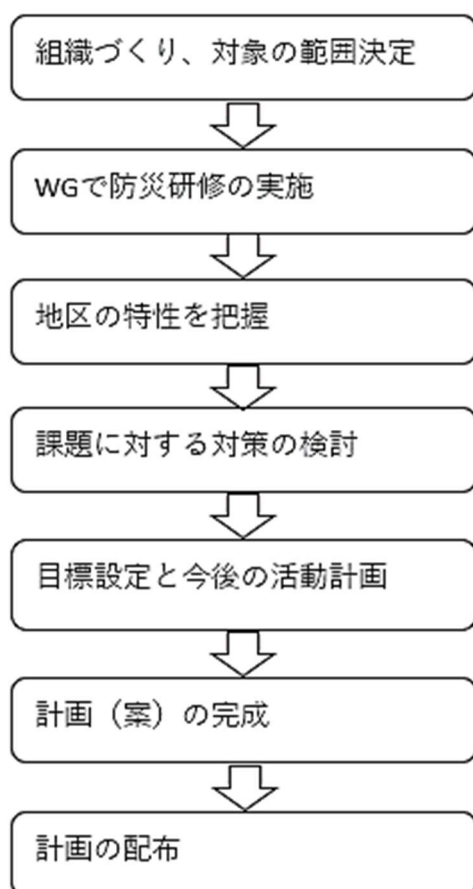 組織づくり、対象の範囲決定
WGで防災研修の実施
地区の特性を把握
課題に対する対策の検討
目標設定と今後の活動計画
計画（案）の完成
計画の配布